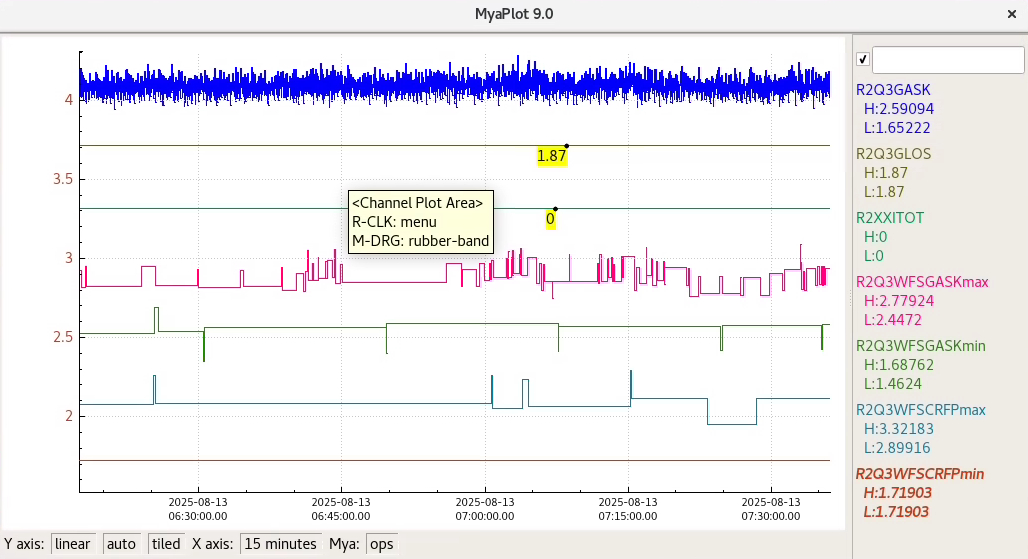 MyaPlot 9.0
×
4
3.5
3
2.5
2
1.87
0
<Channel Plot Area>
R-CLK: menu
M-DRG: rubber-band
2025-08-13
06:30:00.00
2025-08-13
06:45:00.00
2025-08-13
07:00:00.00
2025-08-13
07:15:00.00
2025-08-13
07:30:00.00
R2Q3GASK
H:2.59094
L:1.65222
R2Q3GLOS
H:1.87
L:1.87
R2XXITOT
H:0
L:0
R2Q3WFSGASKmax
H:2.77924
L:2.4472
R2Q3WFSGASKmin
H:1.68762
L:1.4624
R2Q3WFSCRFPmax
H:3.32183
L:2.89916
R2Q3WFSCRFPmin
H:1.71903
L:1.71903
Y axis: linear auto tiled X axis: 15 minutes Mya: ops